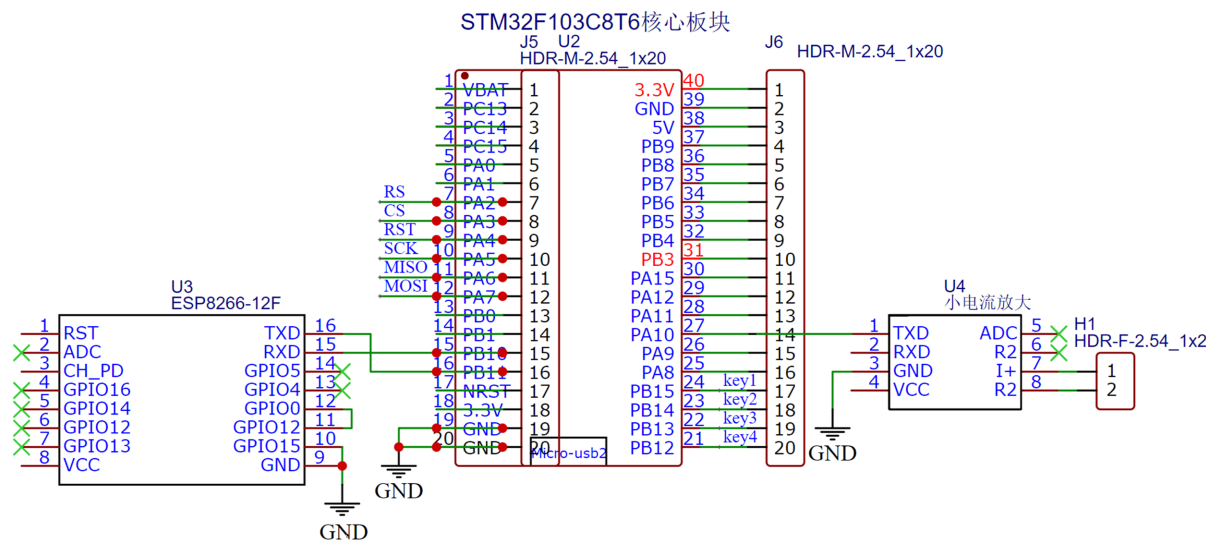 STM32F103C8T6核心板块
J5 U2
HDR-M-2.54_1x20
J6
HDR-M-2.54_1x20
1 VBAT 1
2 PC13 2
3 PC14 3
4 PC15 4
5 PA0 5
6 PA1 6
RS 7 PA2 7
CS 8 PA3 8
RST 9 PA4 9
SCK 10 PA5 10
MISO 11 PA6 11
MOSI 12 PA7 12
13 PB0 13
14 PB1 14
15 PB10 15
16 PB11 16
17 NRST 17
18 3.3V 18
19 GND 19
20 GND 20
Micro-usb2
GND
3.3V 40 1
GND 39 2
5V 38 3
PB9 37 4
PB8 36 5
PB7 35 6
PB6 34 7
PB5 33 8
PB4 32 9
PB3 31 10
PA15 30 11
PA12 29 12
PA11 28 13
PA10 27 14
PA9 26 15
PA8 25 16
PB15 24 key1 17
PB14 23 key2 18
PB13 22 key3 19
PB12 21 key4 20
U3
ESP8266-12F
1 RST TXD 16
2 ADC RXD 15
3 CH_PD GPIO5 14
4 GPIO16 GPIO4 13
5 GPIO14 GPIO0 12
6 GPIO12 GPIO12 11
7 GPIO13 GPIO15 10
8 VCC GND 9
GND
U4
小电流放大
1 TXD ADC 5
2 RXD R2 6
3 GND I+ 7
4 VCC R2 8
GND
H1
HDR-F-2.54_1x2
1
2